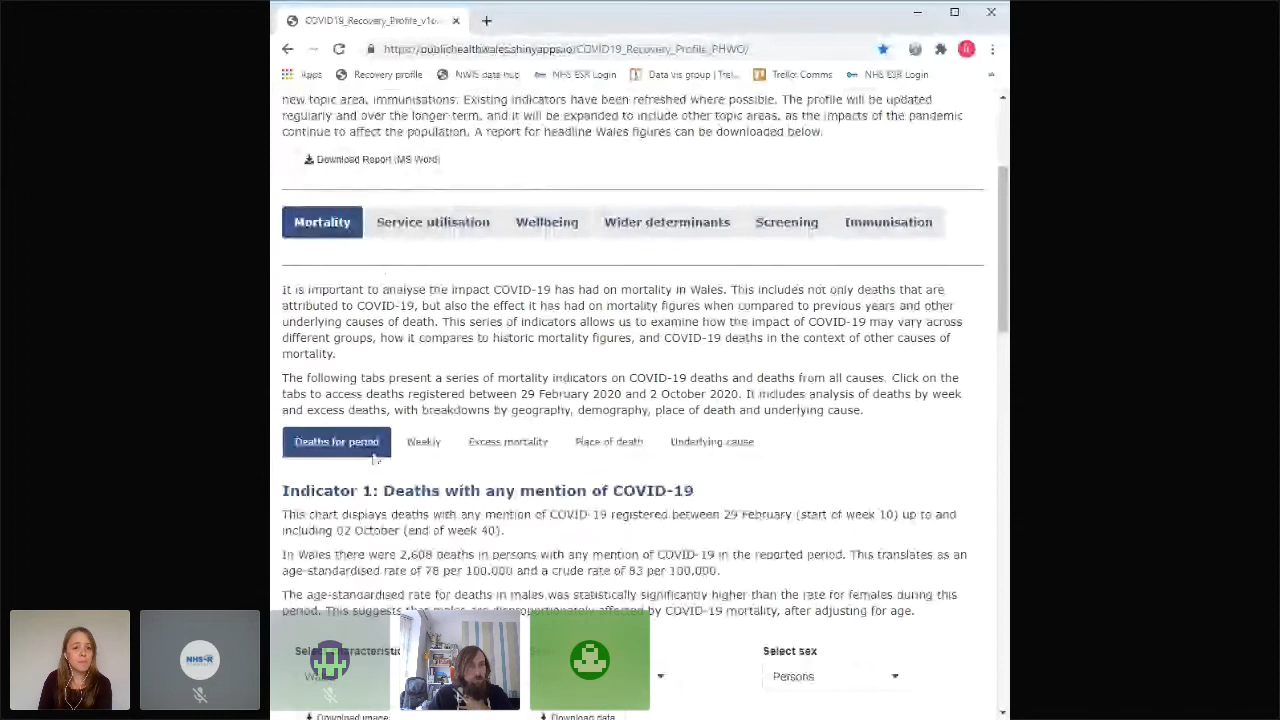 COVID19_Recovery_Profile_v1
https://publichealthwales.shinyapps.io/COVID19_Recovery_Profile_PHWO/
Apps Recovery profile NWIS data hub NHS ESR Login Data vis group | Trel... Trello: Comms NHS ESR Login
new topic area, immunisations. Existing indicators have been refreshed where possible. The profile will be updated
regularly and over the longer-term, and it will be expanded to include other topic areas, as the impacts of the pandemic
continue to affect the population. A report for headline Wales figures can be downloaded below.
Download Report (MS Word)
Mortality Service utilisation Wellbeing Wider determinants Screening Immunisation
It is important to analyse the impact COVID-19 has had on mortality in Wales. This includes not only deaths that are
attributed to COVID-19, but also the effect it has had on mortality figures when compared to previous years and other
underlying causes of death. This series of indicators allows us to examine how the impact of COVID-19 may vary across
different groups, how it compares to historic mortality figures, and COVID-19 deaths in the context of other causes of
mortality.
The following tabs present a series of mortality indicators on COVID-19 deaths and deaths from all causes. Click on the
tabs to access deaths registered between 29 February 2020 and 2 October 2020. It includes analysis of deaths by week
and excess deaths, with breakdowns by geography, demography, place of death and underlying cause.
Deaths for period Weekly Excess mortality Place of death Underlying cause
Indicator 1: Deaths with any mention of COVID-19
This chart displays deaths with any mention of COVID-19 registered between 29 February (start of week 10) up to and
including 02 October (end of week 40).
In Wales there were 2,608 deaths in persons with any mention of COVID-19 in the reported period. This translates as an
age-standardised rate of 78 per 100,000 and a crude rate of 83 per 100,000.
The age-standardised rate for deaths in males was statistically significantly higher than the rate for females during this
period. This suggests that males are disproportionately affected by COVID-19 mortality, after adjusting for age.
Select characteristic Select sex
Persons
Download image Download data
NHS-R